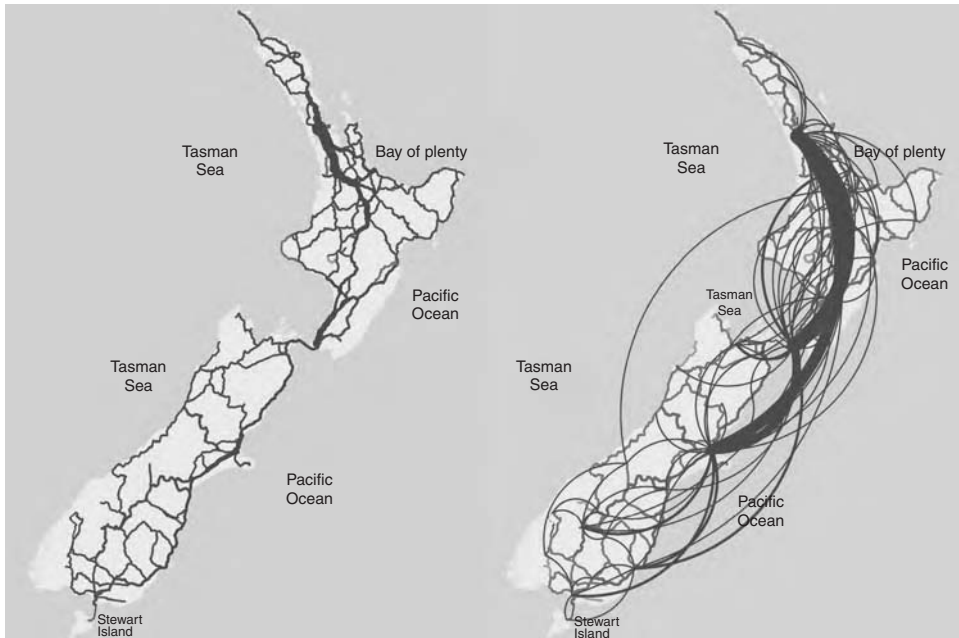 Tasman
Sea
Bay of plenty
Pacific
Ocean
Tasman
Sea
Pacific
Ocean
Stewart
Island
Tasman
Sea
Bay of plenty
Pacific
Ocean
Tasman
Sea
Tasman
Sea
Pacific
Ocean
Stewart
Island